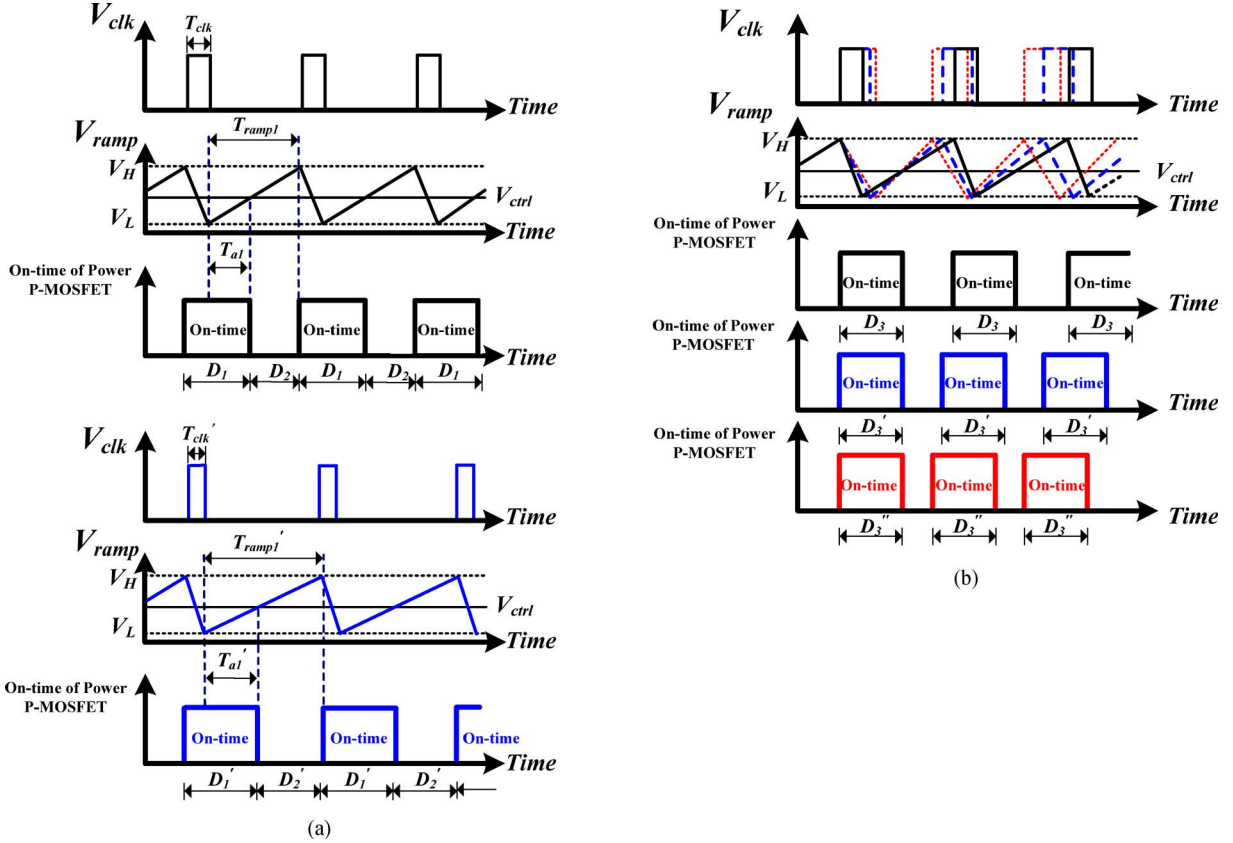 V_clk
T_clk
Time
V_ramp
T_ramp1
V_H
V_ctrl
V_L
Time
T_a1
On-time of Power
P-MOSFET
On-time On-time On-time
Time
D_1 D_2 D_1 D_2 D_1
V_clk
T_clk'
Time
V_ramp
T_ramp1'
V_H
V_ctrl
V_L
Time
T_a1'
On-time of Power
P-MOSFET
On-time On-time On-time
Time
D_1' D_2' D_1' D_2'
(a)
V_clk
Time
V_ramp
V_H
V_ctrl
V_L
Time
On-time of Power
P-MOSFET
On-time On-time On-time
Time
D_3 D_3 D_3
On-time of Power
P-MOSFET
On-time On-time On-time
Time
D_3' D_3' D_3'
On-time of Power
P-MOSFET
On-time On-time On-time
Time
D_3'' D_3'' D_3''
(b)